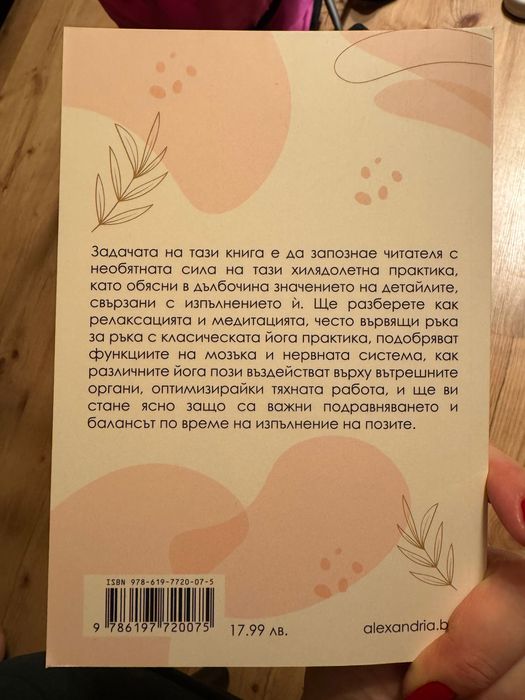 Задачата на тази книга е да запознае читателя с
необятната сила на тази хилядолетна практика,
като обясни в дълбочина значението на детайлите,
свързани с изпълнението ѝ. Ще разберете как
релаксацията и медитацията, често вървящи ръка
за ръка с класическата йога практика, подобряват
функциите на мозъка и нервната система, как
различните йога пози въздействат върху вътрешните
органи, оптимизирайки тяхната работа, и ще ви
стане ясно защо са важни подравняването и
балансът по време на изпълнение на позите.
ISBN 978-619-7720-07-5
9 786197 720075
17.99 лв.
alexandria.b